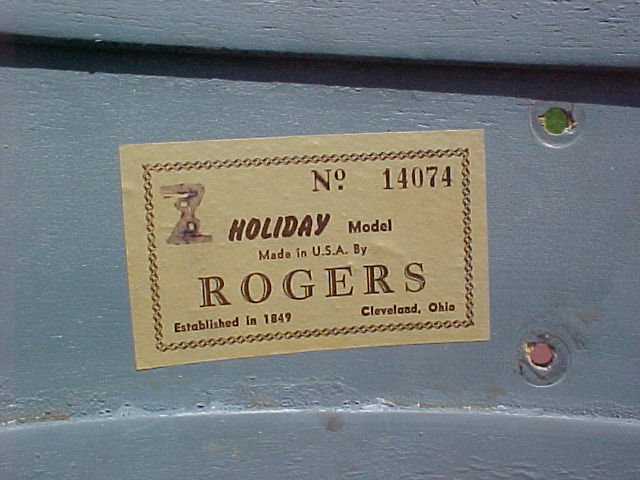 Nº 14074
HOLIDAY Model
Made in U.S.A. By
ROGERS
Established in 1849 Cleveland, Ohio